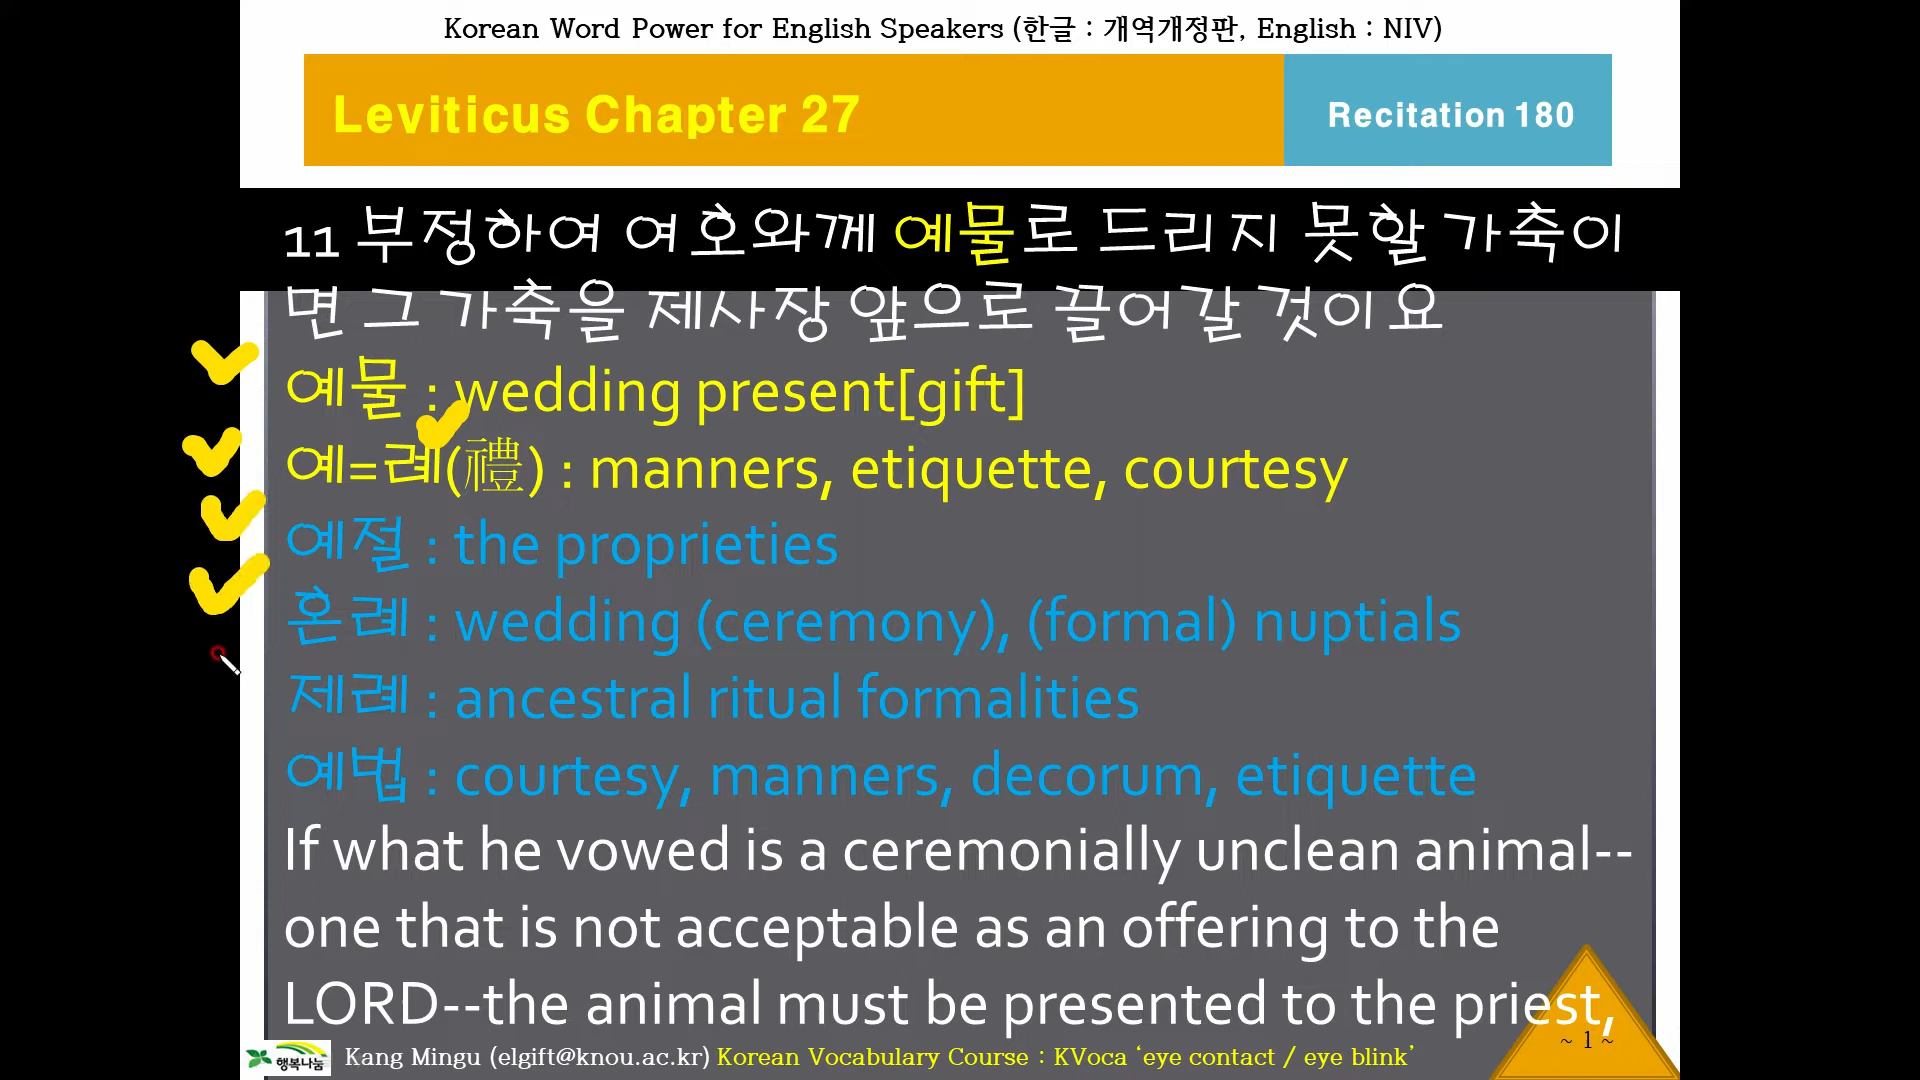 Korean Word Power for English Speakers (한글 : 개역개정판, English : NIV)
Leviticus Chapter 27
Recitation 180
11 부정하여 여호와께 예물로 드리지 못할 가축이
면 그 가축을 제사장 앞으로 끌어갈 것이요
예물 : wedding present[gift]
예=례(禮) : manners, etiquette, courtesy
예절 : the proprieties
혼례 : wedding (ceremony), (formal) nuptials
제례 : ancestral ritual formalities
예법 : courtesy, manners, decorum, etiquette
If what he vowed is a ceremonially unclean animal--
one that is not acceptable as an offering to the
LORD--the animal must be presented to the priest,
행복나눔 Kang Mingu (elgift@knou.ac.kr) Korean Vocabulary Course : KVoca ‘eye contact / eye blink’
~ 1 ~